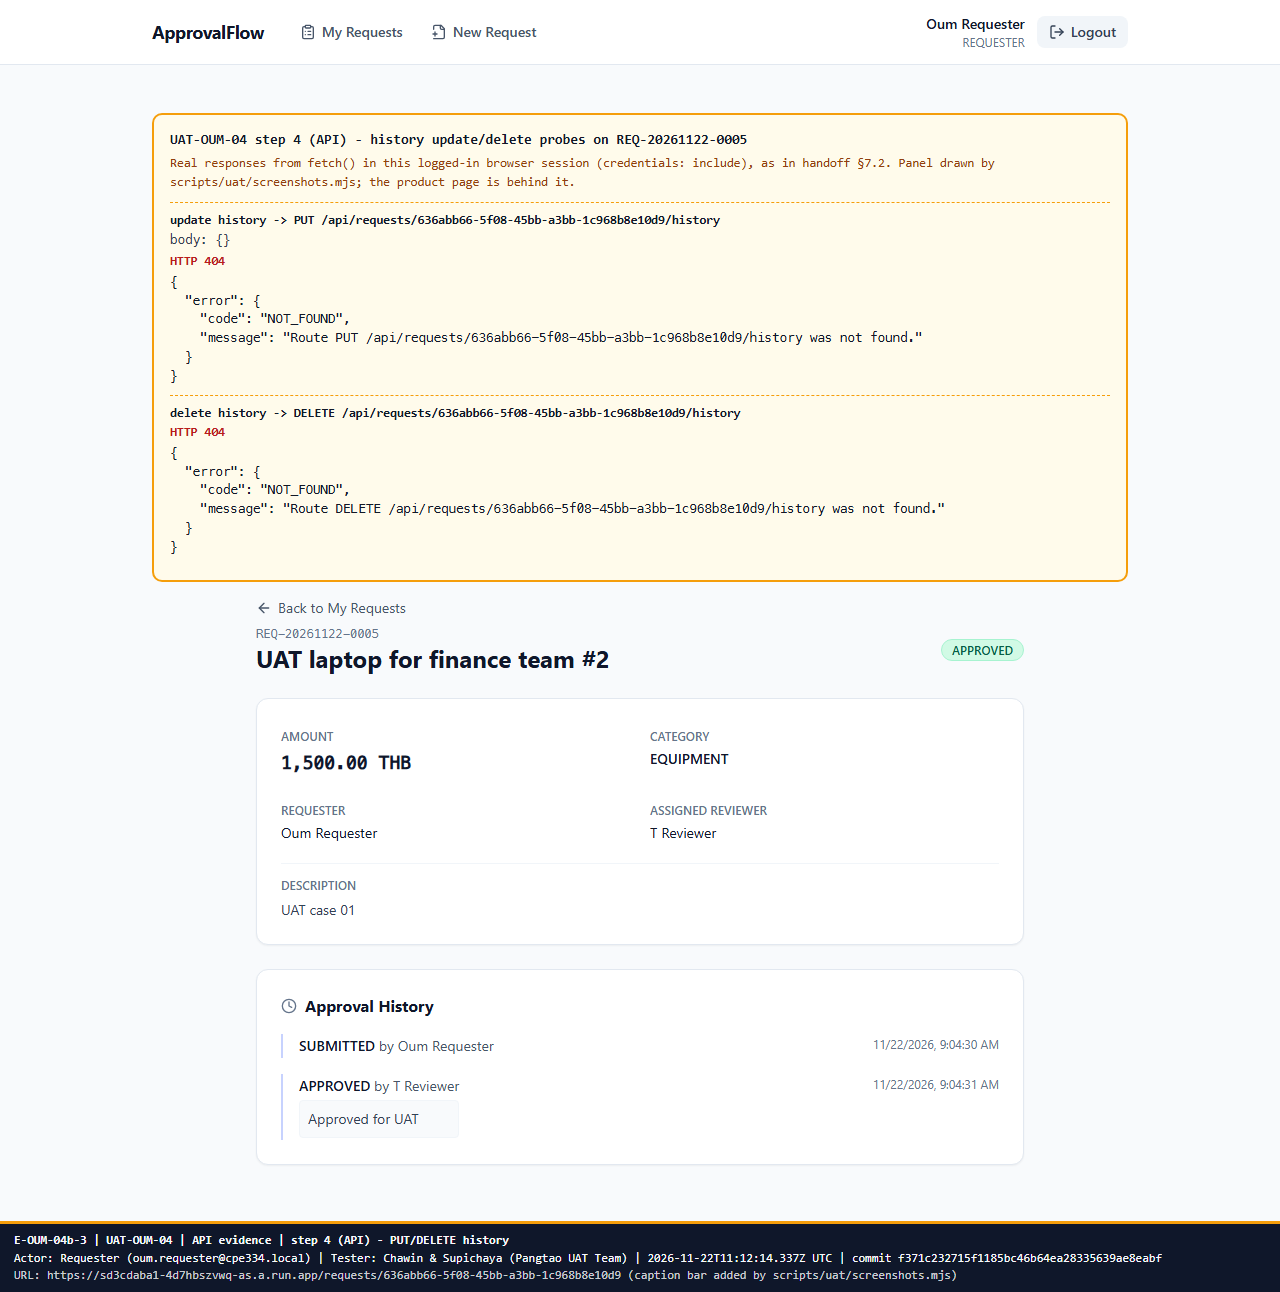 ApprovalFlow
My Requests
New Request
Oum Requester
REQUESTER
Logout
UAT-OUM-04 step 4 (API) - history update/delete probes on REQ-20261122-0005
Real responses from fetch() in this logged-in browser session (credentials: include), as in handoff §7.2. Panel drawn by
scripts/uat/screenshots.mjs; the product page is behind it.
update history -> PUT /api/requests/636abb66-5f08-45bb-a3bb-1c968b8e10d9/history
body: {}
HTTP 404
{
  "error": {
    "code": "NOT_FOUND",
    "message": "Route PUT /api/requests/636abb66-5f08-45bb-a3bb-1c968b8e10d9/history was not found."
  }
}
delete history -> DELETE /api/requests/636abb66-5f08-45bb-a3bb-1c968b8e10d9/history
HTTP 404
{
  "error": {
    "code": "NOT_FOUND",
    "message": "Route DELETE /api/requests/636abb66-5f08-45bb-a3bb-1c968b8e10d9/history was not found."
  }
}
Back to My Requests
REQ-20261122-0005
UAT laptop for finance team #2
APPROVED
AMOUNT
1,500.00 THB
CATEGORY
EQUIPMENT
REQUESTER
Oum Requester
ASSIGNED REVIEWER
T Reviewer
DESCRIPTION
UAT case 01
Approval History
SUBMITTED by Oum Requester
11/22/2026, 9:04:30 AM
APPROVED by T Reviewer
11/22/2026, 9:04:31 AM
Approved for UAT
E-OUM-04b-3 | UAT-OUM-04 | API evidence | step 4 (API) - PUT/DELETE history
Actor: Requester (oum.requester@cpe334.local) | Tester: Chawin & Supichaya (Pangtao UAT Team) | 2026-11-22T11:12:14.337Z UTC | commit f371c232715f1185bc46b64ea28335639ae8eabf
URL: https://sd3cdaba1-4d7hbszvwq-as.a.run.app/requests/636abb66-5f08-45bb-a3bb-1c968b8e10d9 (caption bar added by scripts/uat/screenshots.mjs)